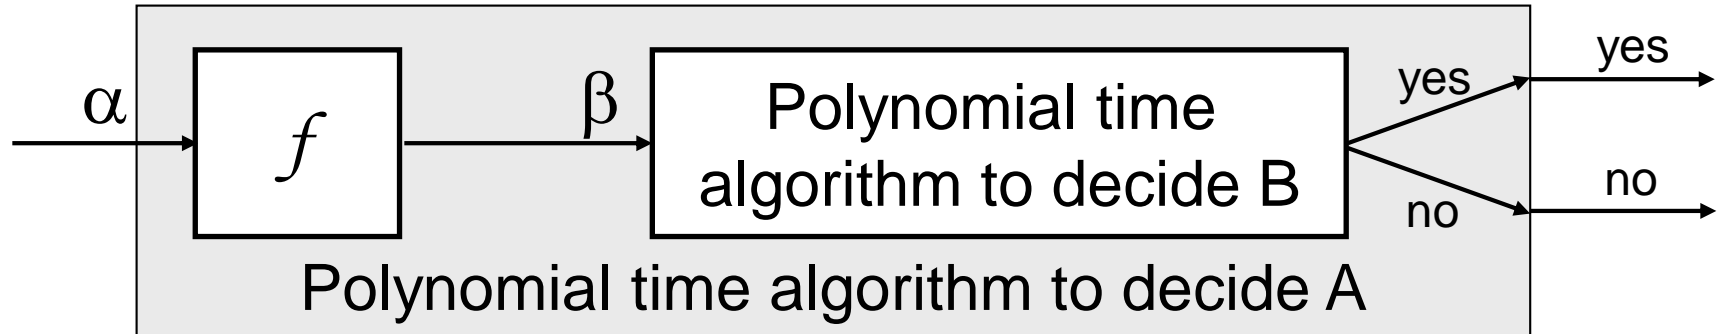 α
f
β
Polynomial time
algorithm to decide B
yes
no
yes
no
Polynomial time algorithm to decide A